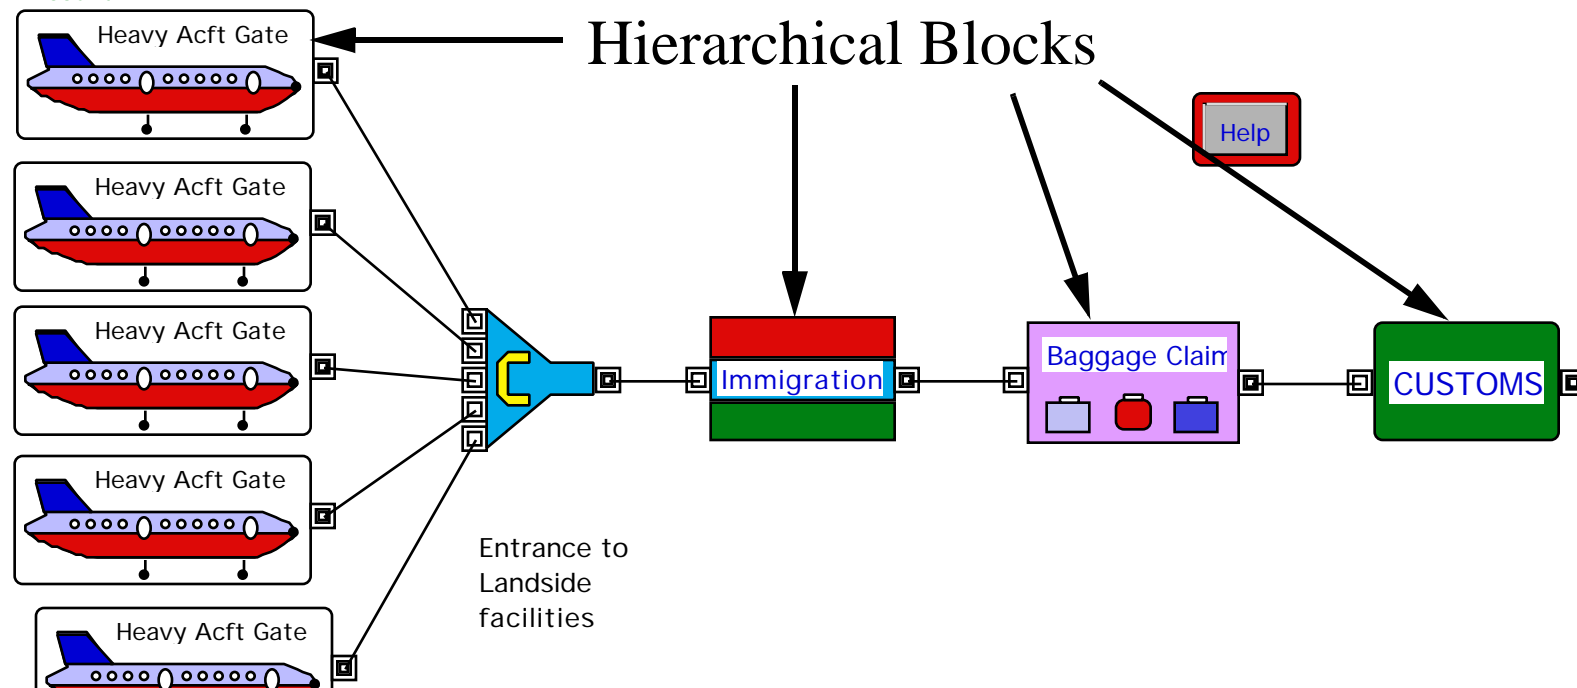 Heavy Acft Gate
Hierarchical Blocks
Help
Heavy Acft Gate
Heavy Acft Gate
Immigration
Baggage Claim
CUSTOMS
Heavy Acft Gate
Entrance to
Landside
facilities
Heavy Acft Gate